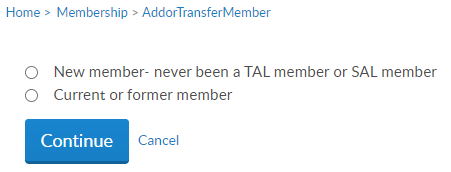 Home > Membership > AddorTransferMember
New member- never been a TAL member or SAL member
Current or former member
Continue Cancel